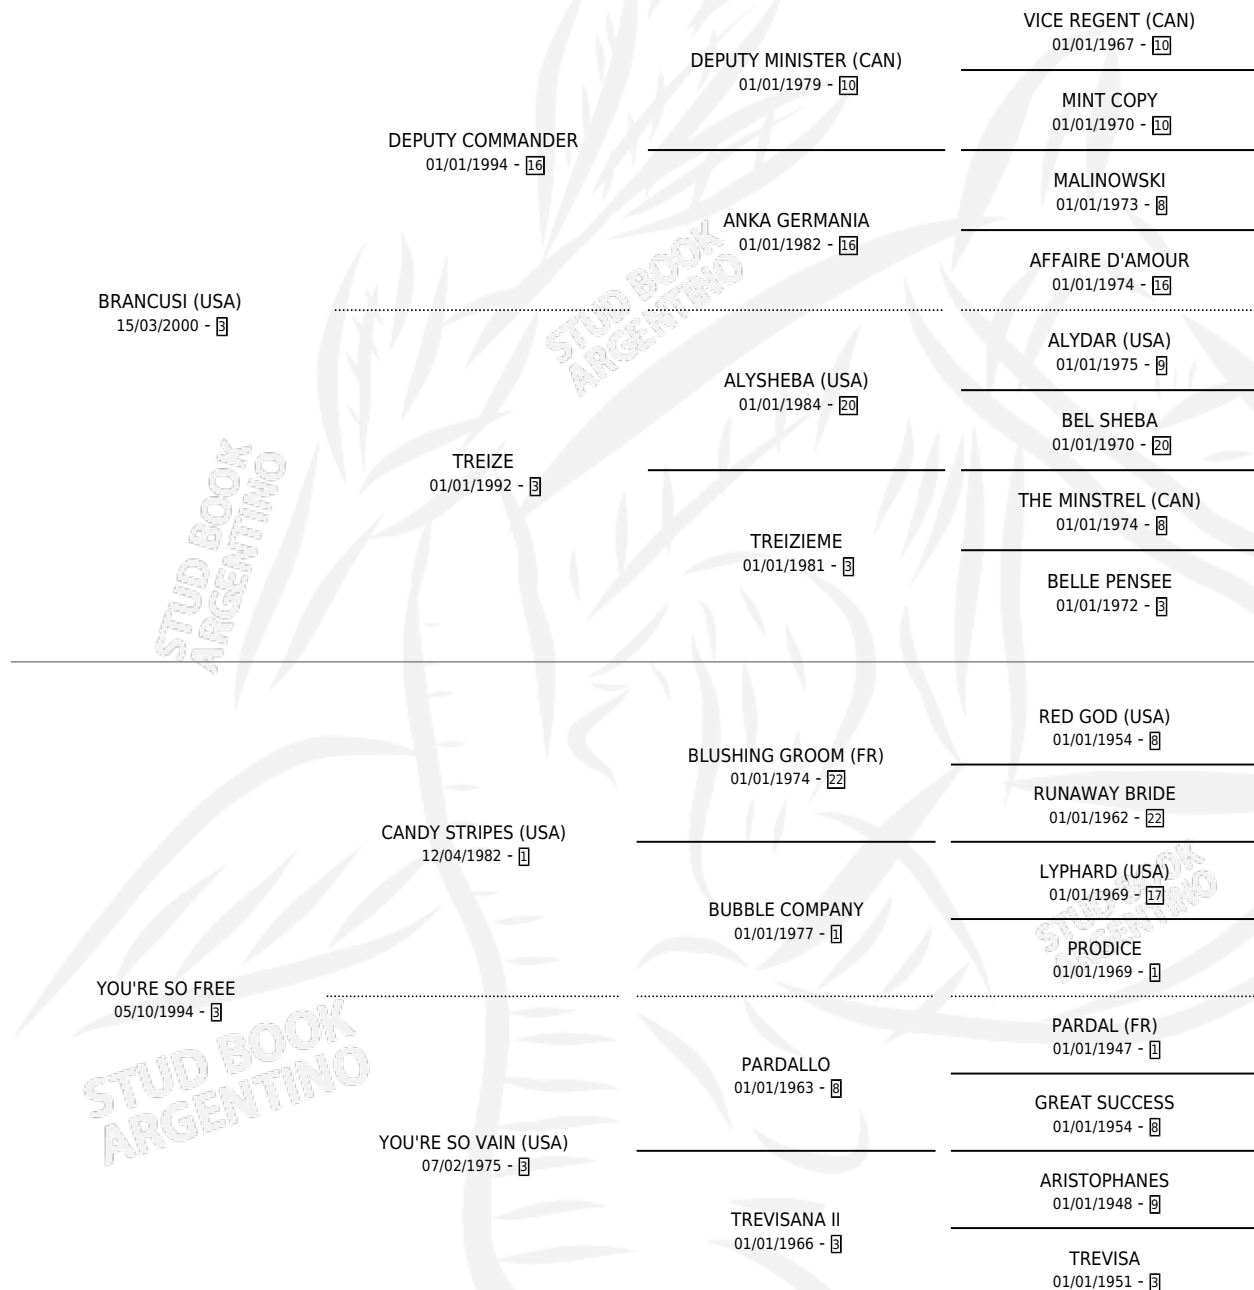 VICE REGENT (CAN)
01/01/1967 - 10
DEPUTY MINISTER (CAN)
01/01/1979 - 10
MINT COPY
01/01/1970 - 10
DEPUTY COMMANDER
01/01/1994 - 16
MALINOWSKI
01/01/1973 - 8
ANKA GERMANIA
01/01/1982 - 16
AFFAIRE D'AMOUR
01/01/1974 - 16
BRANCUSI (USA)
15/03/2000 - 3
ALYDAR (USA)
01/01/1975 - 9
ALYSHEBA (USA)
01/01/1984 - 20
BEL SHEBA
01/01/1970 - 20
TREIZE
01/01/1992 - 3
THE MINSTREL (CAN)
01/01/1974 - 8
TREIZIEME
01/01/1981 - 3
BELLE PENSEE
01/01/1972 - 3
RED GOD (USA)
01/01/1954 - 8
BLUSHING GROOM (FR)
01/01/1974 - 22
RUNAWAY BRIDE
01/01/1962 - 22
CANDY STRIPES (USA)
12/04/1982 - 1
LYPHARD (USA)
01/01/1969 - 17
BUBBLE COMPANY
01/01/1977 - 1
PRODICE
01/01/1969 - 1
YOU'RE SO FREE
05/10/1994 - 3
PARDAL (FR)
01/01/1947 - 1
PARDALLO
01/01/1963 - 8
GREAT SUCCESS
01/01/1954 - 8
YOU'RE SO VAIN (USA)
07/02/1975 - 3
ARISTOPHANES
01/01/1948 - 9
TREVISANA II
01/01/1966 - 3
TREVISA
01/01/1951 - 3
STUD BOOK
ARGENTINO
STUD BOOK
ARGENTINO
STUD BOOK
ARGENTINO
STUD BOOK
ARGENTINO